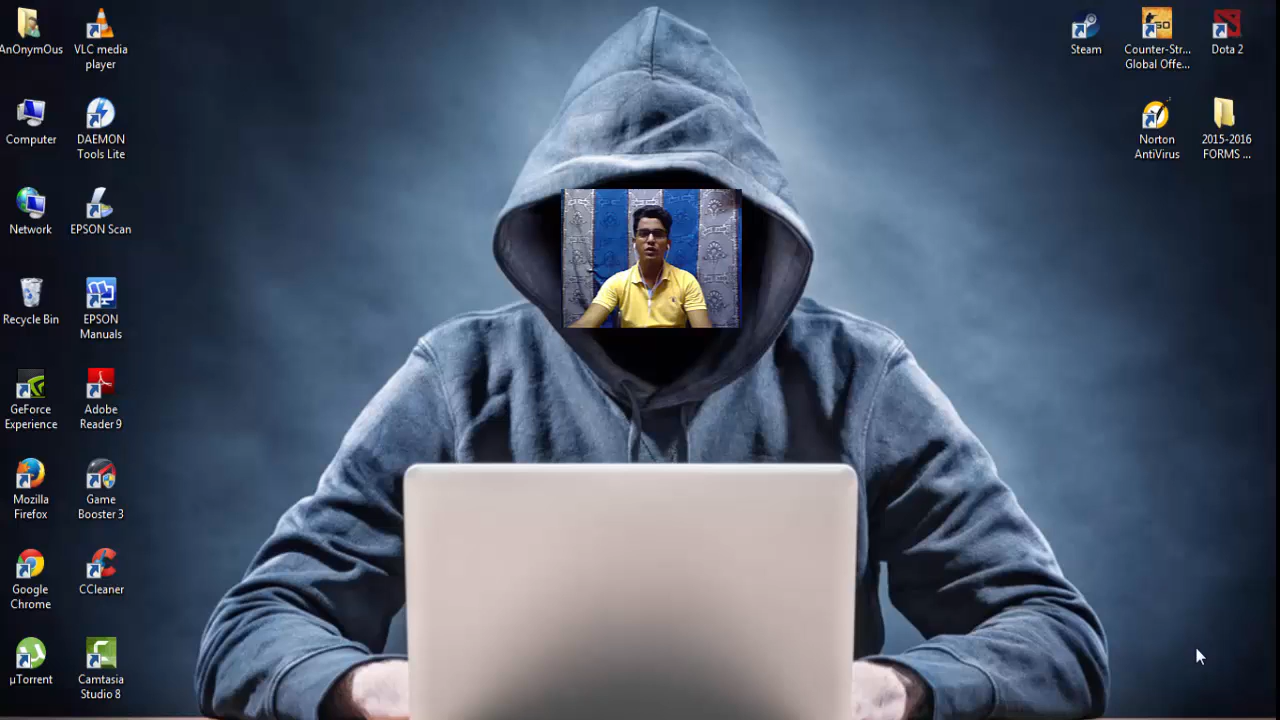 AnOnymOus
VLC media
player
Computer
DAEMON
Tools Lite
Network
EPSON Scan
Recycle Bin
EPSON
Manuals
GeForce
Experience
Adobe
Reader 9
Mozilla
Firefox
Game
Booster 3
Google
Chrome
CCleaner
µTorrent
Camtasia
Studio 8
Steam
Counter-Str...
Global Offe...
Dota 2
Norton
AntiVirus
2015-2016
FORMS ...